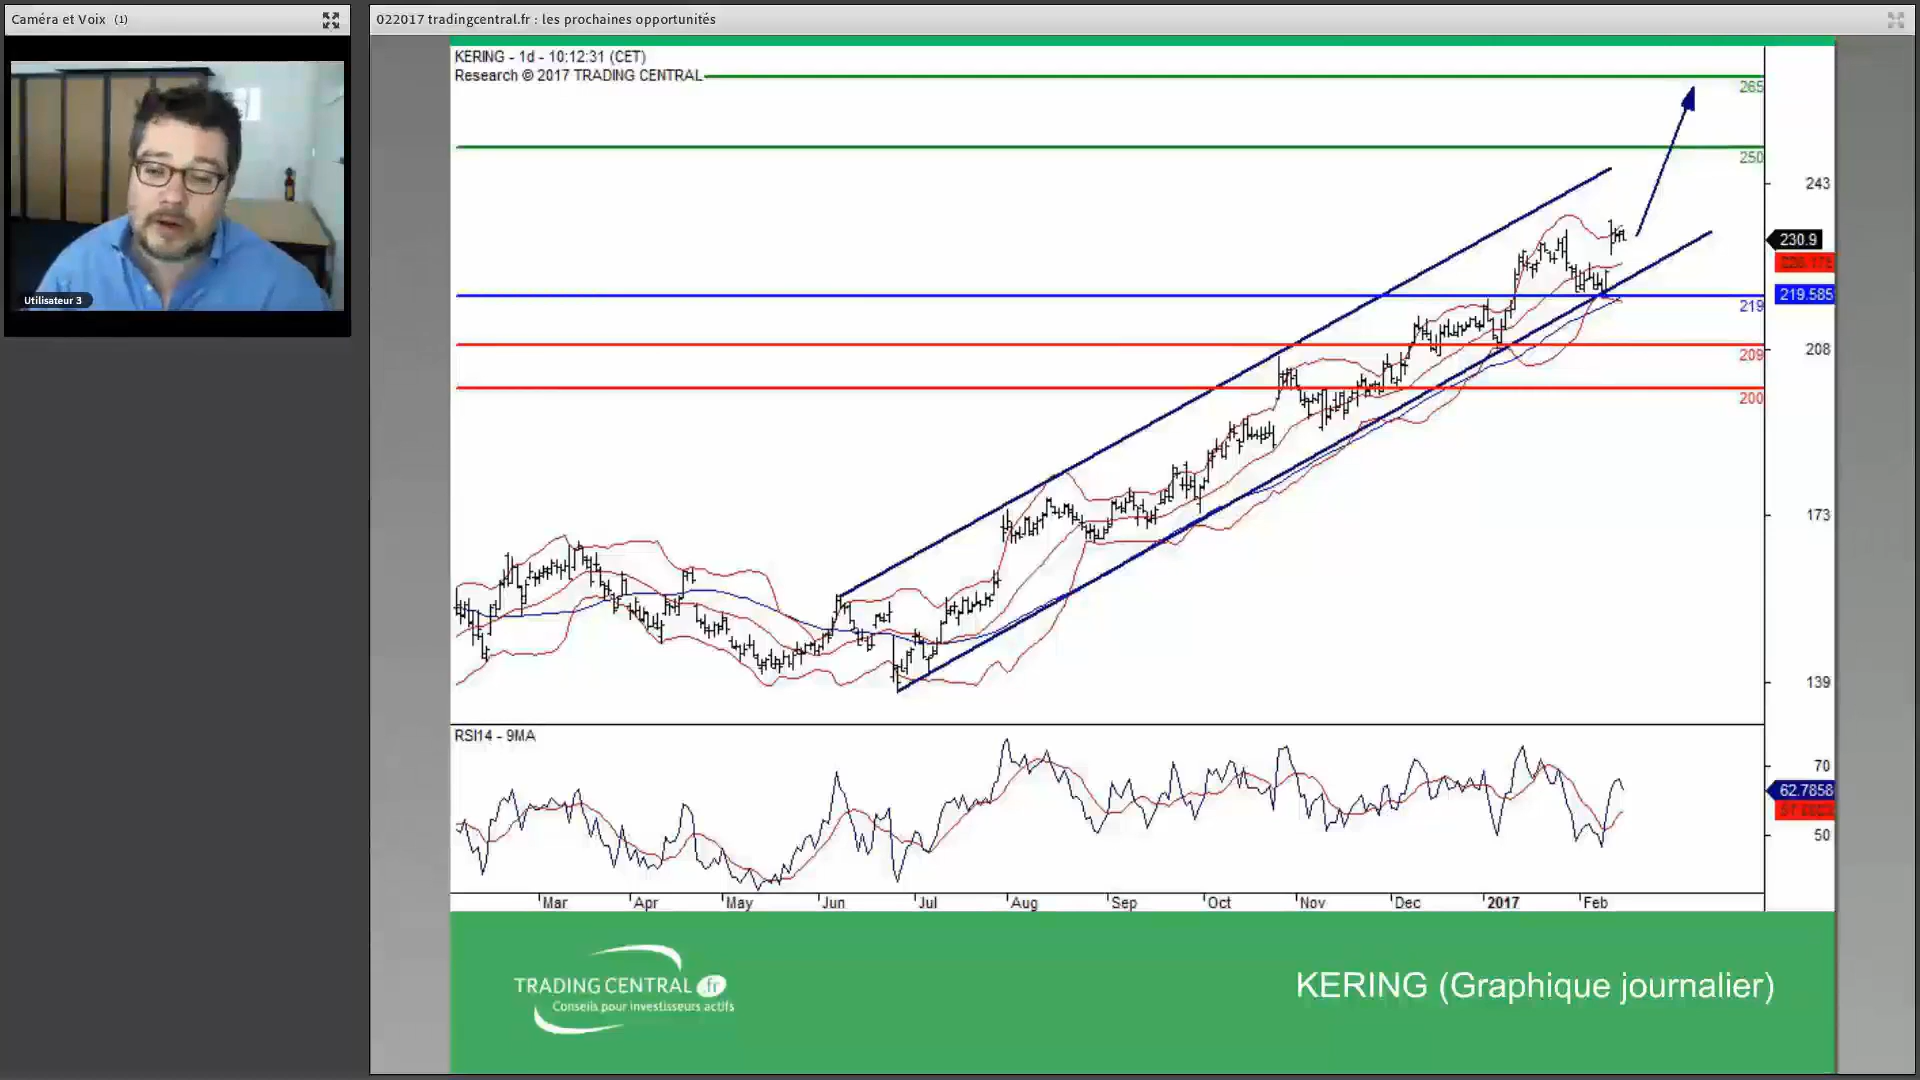 Caméra et Voix (1)
Utilisateur 3
022017 tradingcentral.fr : les prochaines opportunités
KERING - 1d - 10:12:31 (CET)
Research © 2017 TRADING CENTRAL
265
250
243
230.9
219.585
219
209
208
200
173
139
RSI14 - 9MA
70
62.7858
50
Mar Apr May Jun Jul Aug Sep Oct Nov Dec 2017 Feb
TRADING CENTRAL .fr
Conseils pour investisseurs actifs
KERING (Graphique journalier)